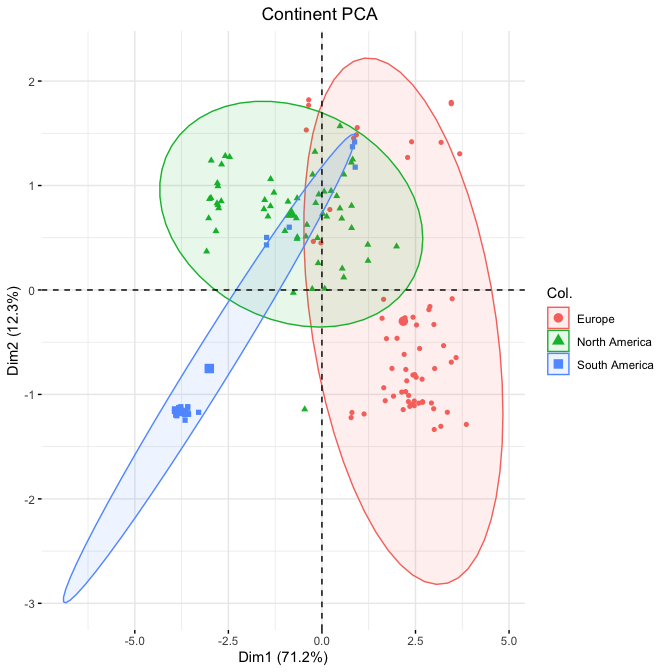 Continent PCA
Dim2 (12.3%)
2
1
0
-1
-2
-3
-5.0 -2.5 0.0 2.5 5.0
Dim1 (71.2%)
Col.
Europe
North America
South America